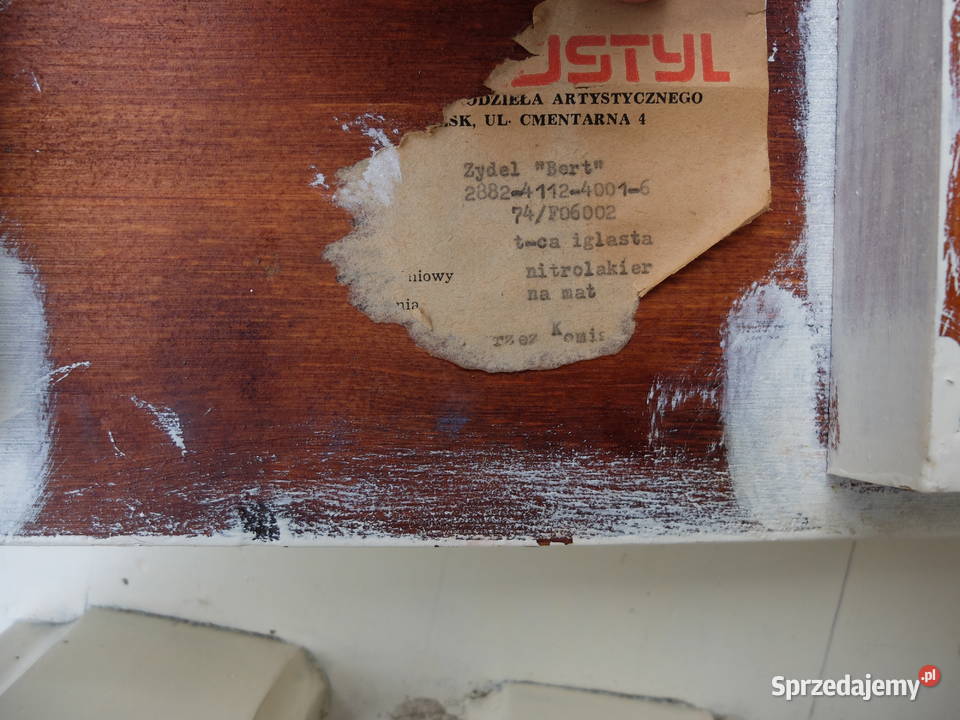 USTYL
ODZIEŁA ARTYSTYCZNEGO
SK, UL. CMENTARNA 4
Zydel "Bert"
2882-4112-4001-6
74/F06002
t-ca iglasta
niowy nitrolakier
nia na mat
rzez Komis
Sprzedajemy.pl